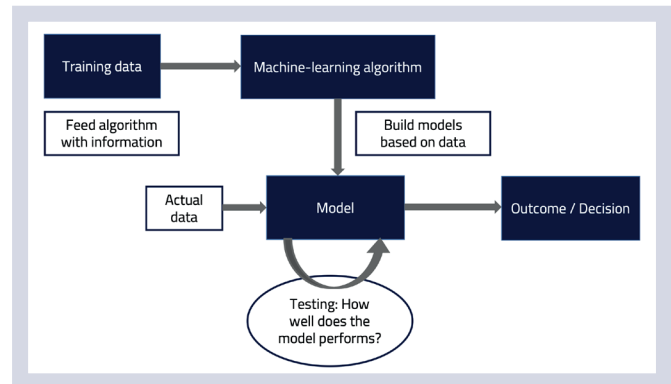 Training data
Machine-learning algorithm
Feed algorithm
with information
Build models
based on data
Actual
data
Model
Outcome / Decision
Testing: How
well does the
model performs?